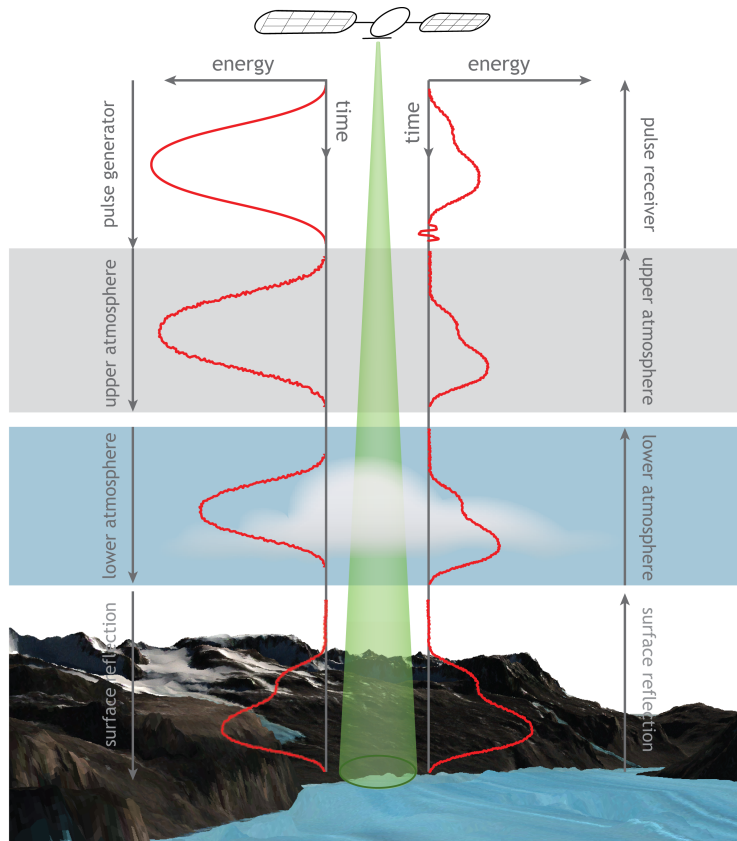 energy
energy
time
time
pulse generator
pulse receiver
upper atmosphere
upper atmosphere
lower atmosphere
lower atmosphere
surface reflection
surface reflection